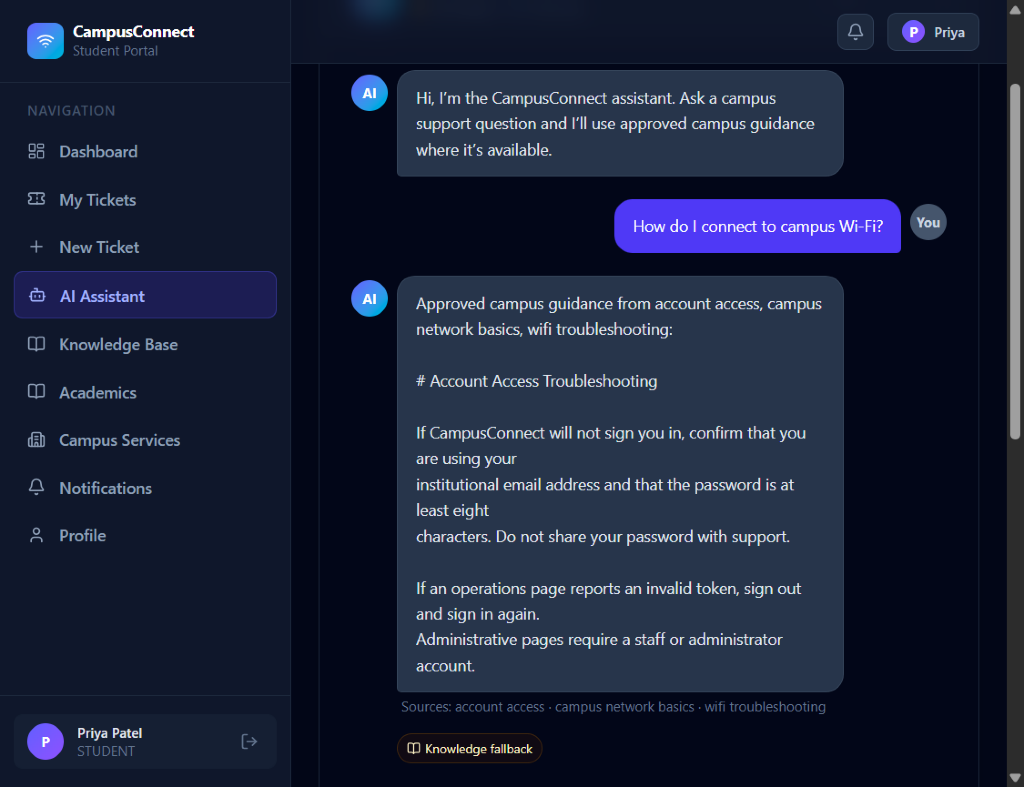 CampusConnect
Student Portal
NAVIGATION
Dashboard
My Tickets
New Ticket
AI Assistant
Knowledge Base
Academics
Campus Services
Notifications
Profile
P
Priya Patel
STUDENT
P Priya
AI
Hi, I’m the CampusConnect assistant. Ask a campus
support question and I’ll use approved campus guidance
where it’s available.
How do I connect to campus Wi-Fi?
You
AI
Approved campus guidance from account access, campus
network basics, wifi troubleshooting:
# Account Access Troubleshooting
If CampusConnect will not sign you in, confirm that you
are using your
institutional email address and that the password is at
least eight
characters. Do not share your password with support.
If an operations page reports an invalid token, sign out
and sign in again.
Administrative pages require a staff or administrator
account.
Sources: account access · campus network basics · wifi troubleshooting
Knowledge fallback